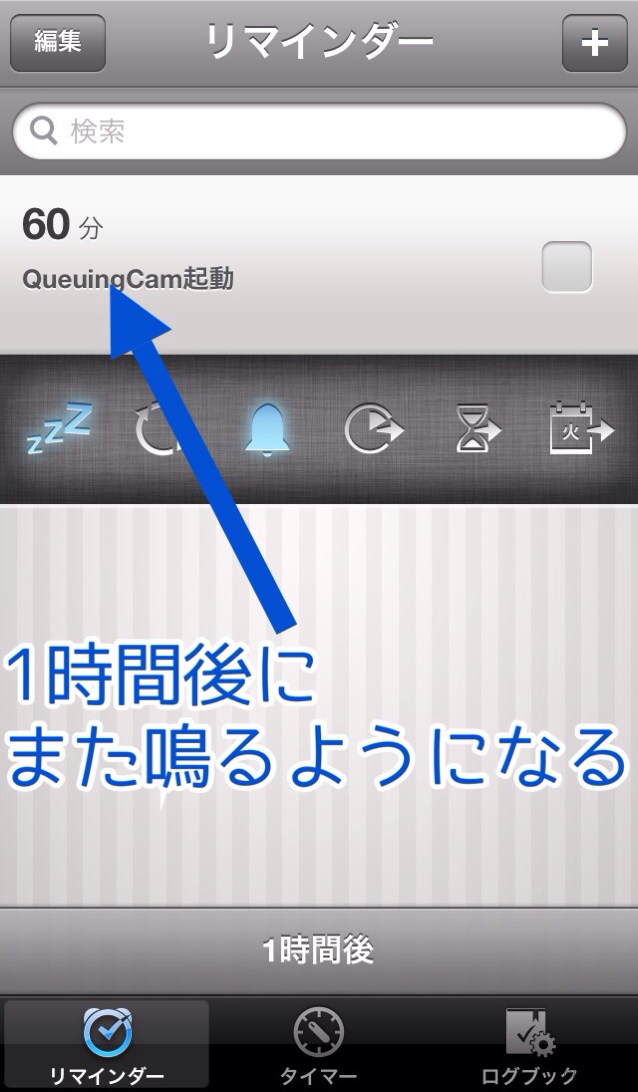 編集
リマインダー
+
検索
60 分
QueuingCam起動
zzZ
火
1時間後に
また鳴るようになる
1時間後
リマインダー
タイマー
ログブック